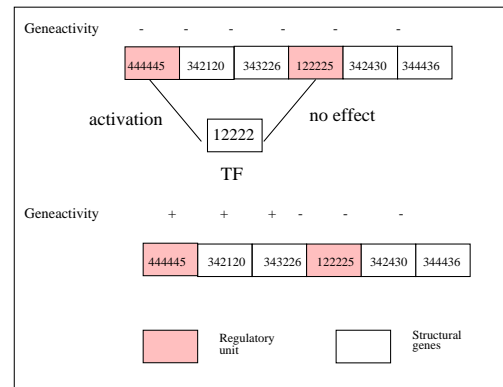 Geneactivity - - - - - -
444445 342120 343226 122225 342430 344436
activation no effect
12222
TF
Geneactivity + + + - - -
444445 342120 343226 122225 342430 344436
Regulatory unit
Structural genes